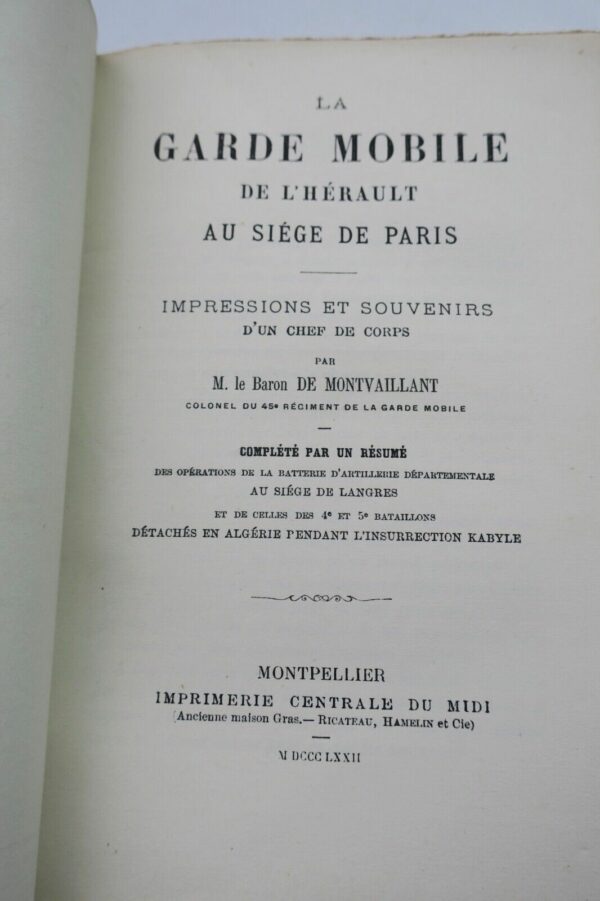 LA
GARDE MOBILE
DE L'HÉRAULT
AU SIÉGE DE PARIS
IMPRESSIONS ET SOUVENIRS
D'UN CHEF DE CORPS
PAR
M. le Baron DE MONTVAILLANT
COLONEL DU 45e RÉGIMENT DE LA GARDE MOBILE
COMPLÉTÉ PAR UN RÉSUMÉ
DES OPÉRATIONS DE LA BATTERIE D'ARTILLERIE DÉPARTEMENTALE
AU SIÉGE DE LANGRES
ET DE CELLES DES 4e ET 5e BATAILLONS
DÉTACHÉS EN ALGÉRIE PENDANT L'INSURRECTION KABYLE
MONTPELLIER
IMPRIMERIE CENTRALE DU MIDI
(Ancienne maison Gras.— RICATEAU, HAMELIN et Cie)
M DCCC LXXII